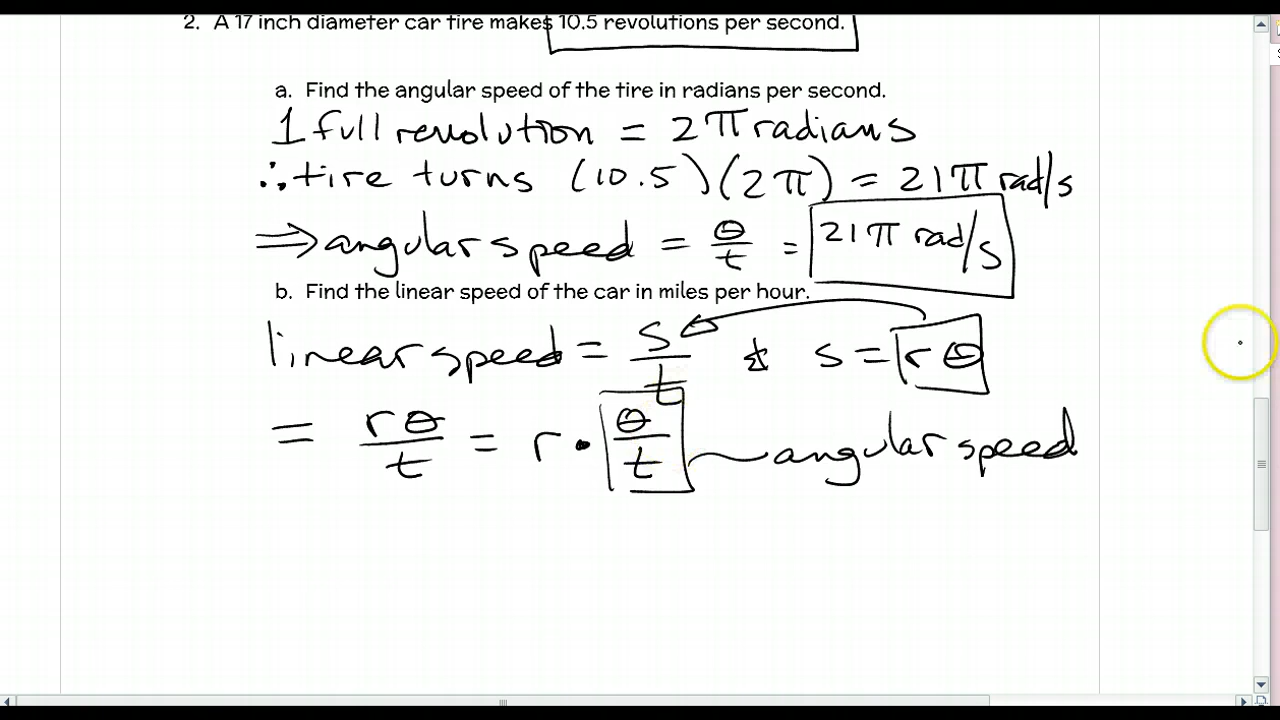 2. A 17 inch diameter car tire makes 10.5 revolutions per second.
a. Find the angular speed of the tire in radians per second.
1 full revolution = 2π radians
∴ tire turns (10.5)(2π) = 21π rad/s
⇒ angular speed = θ/t = 21π rad/s
b. Find the linear speed of the car in miles per hour.
linear speed = s/t & s = rθ
= rθ/t = r • θ/t ~ angular speed